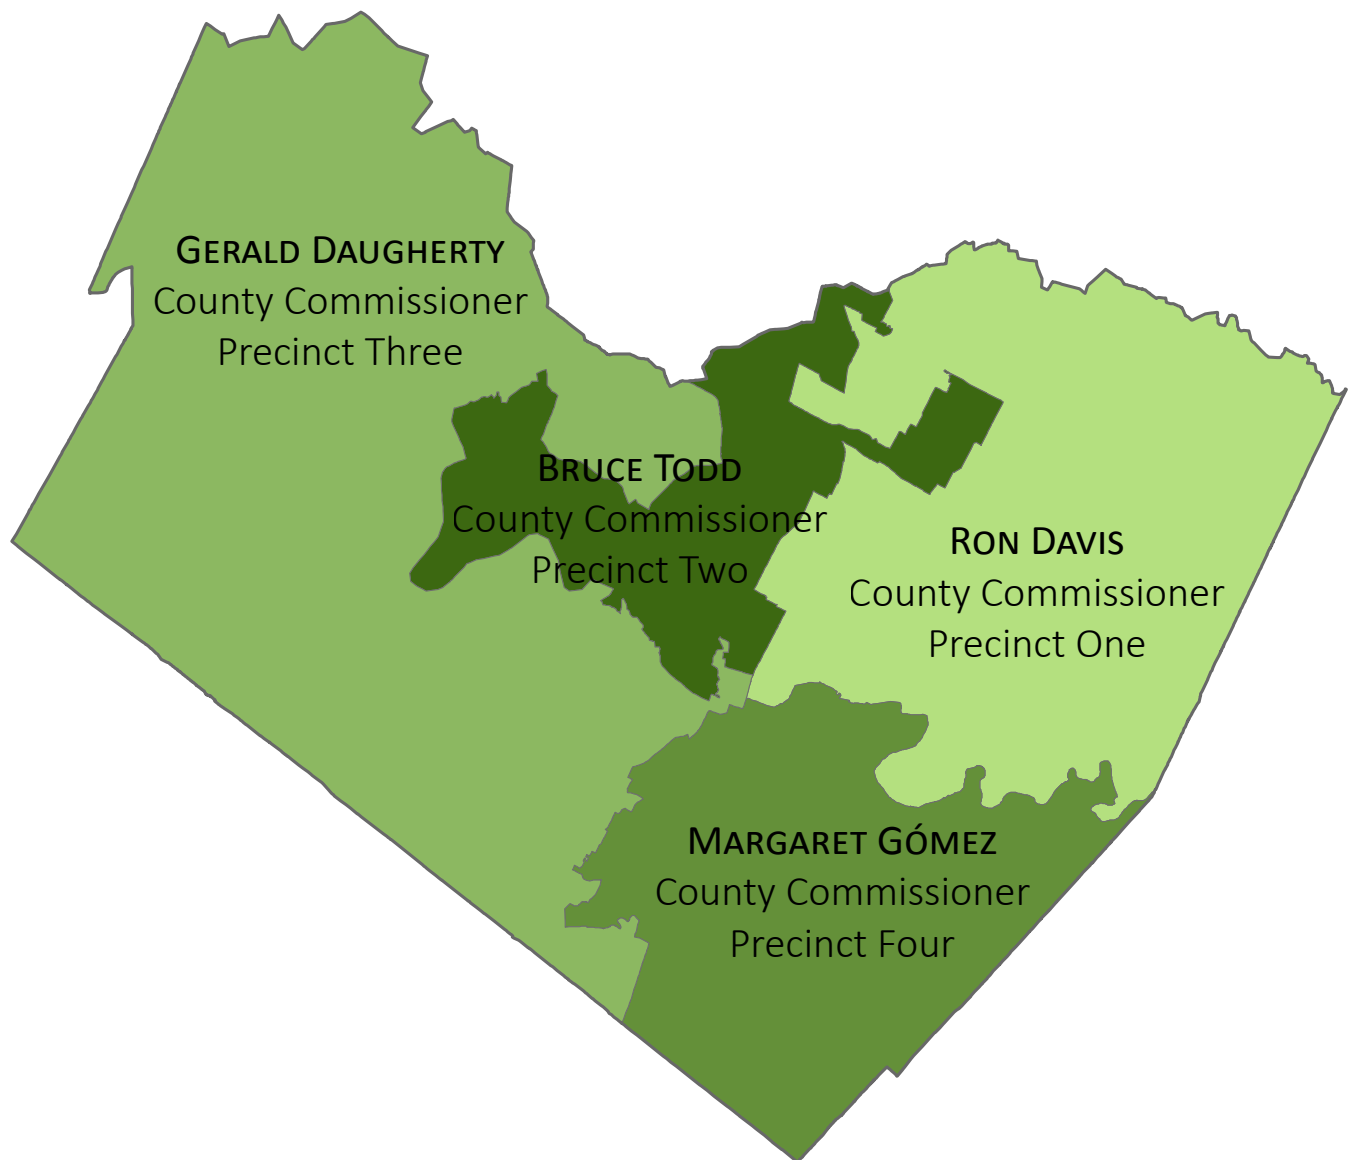 Gerald Daugherty
County Commissioner
Precinct Three
Bruce Todd
County Commissioner
Precinct Two
Ron Davis
County Commissioner
Precinct One
Margaret Gómez
County Commissioner
Precinct Four